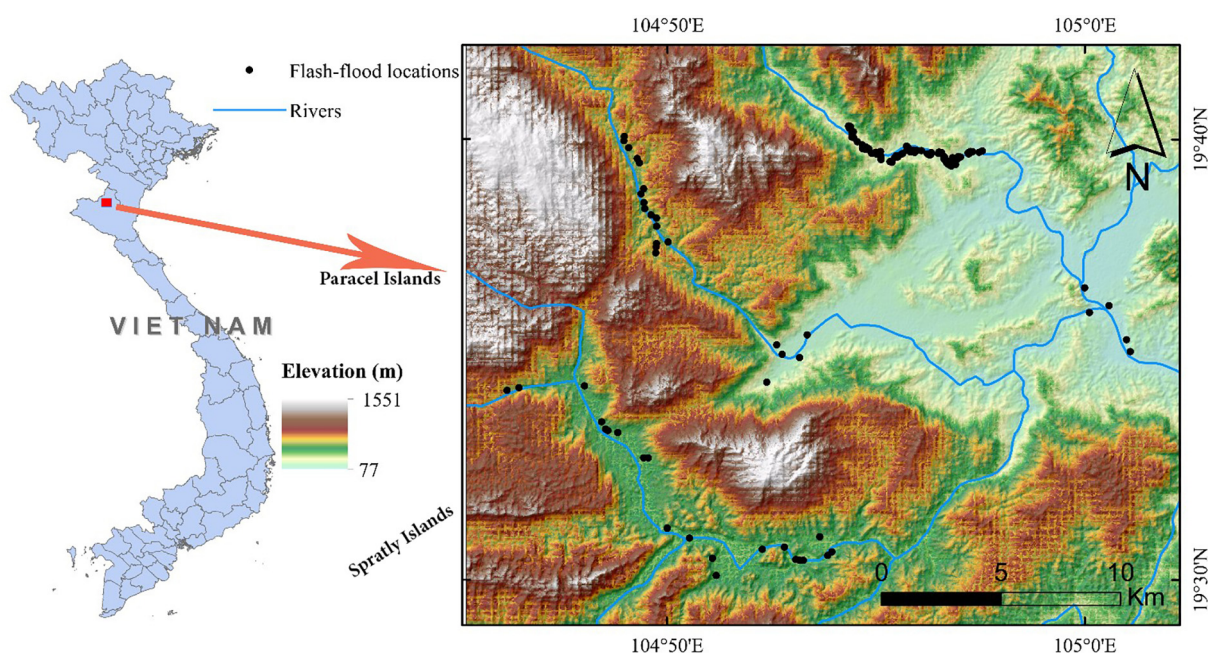 104°50'E
105°0'E
Flash-flood locations
Rivers
19°40'N
N
Paracel Islands
VIET NAM
Elevation (m)
1551
77
Spratly Islands
0
5
10
Km
19°30'N
104°50'E
105°0'E